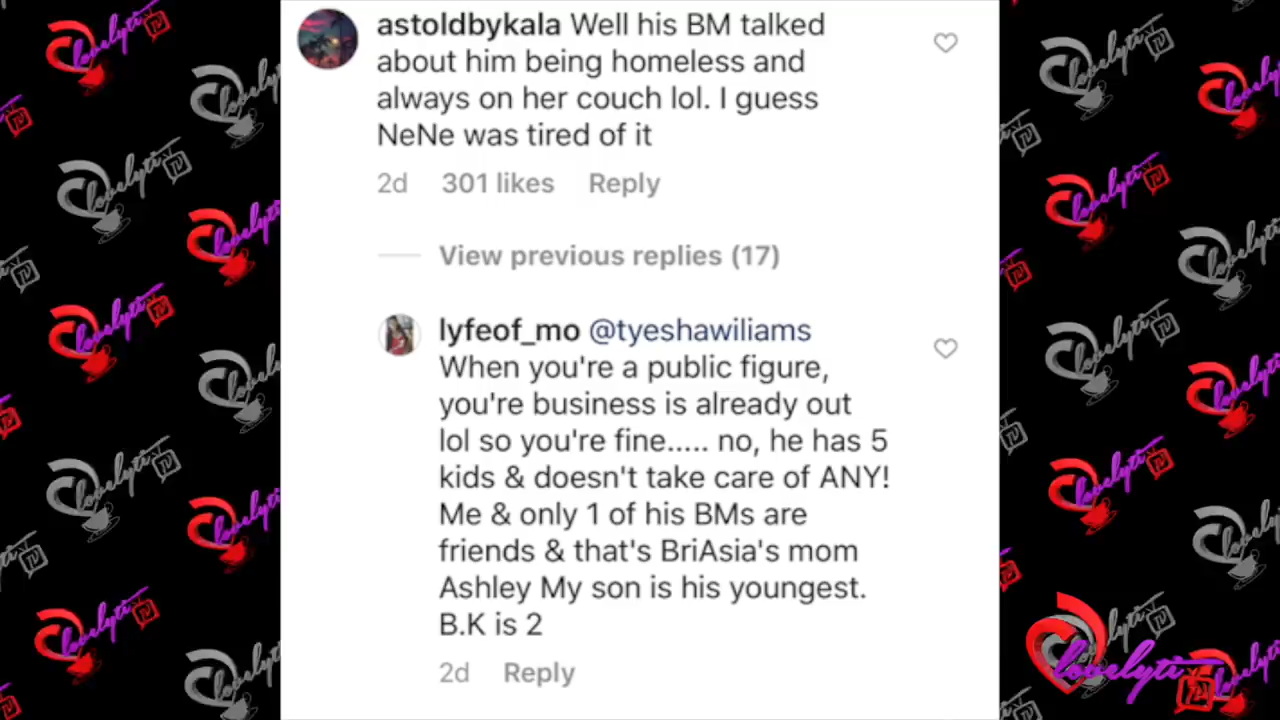 astoldbykala Well his BM talked
about him being homeless and
always on her couch lol. I guess
NeNe was tired of it
2d 301 likes Reply
View previous replies (17)
lyfeof_mo @tyeshawiliams
When you're a public figure,
you're business is already out
lol so you're fine..... no, he has 5
kids & doesn't take care of ANY!
Me & only 1 of his BMs are
friends & that's BriAsia's mom
Ashley My son is his youngest.
B.K is 2
2d Reply
lovelyti TV